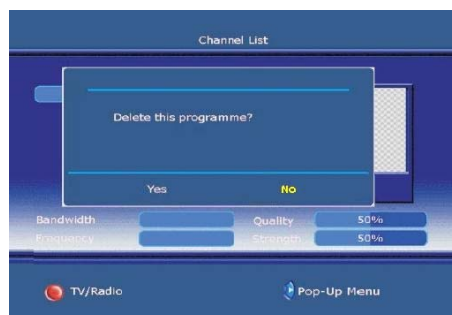 Channel List
Delete this programme?
Yes No
Bandwidth Quality 50%
Frequency Strength 50%
TV/Radio Pop-Up Menu